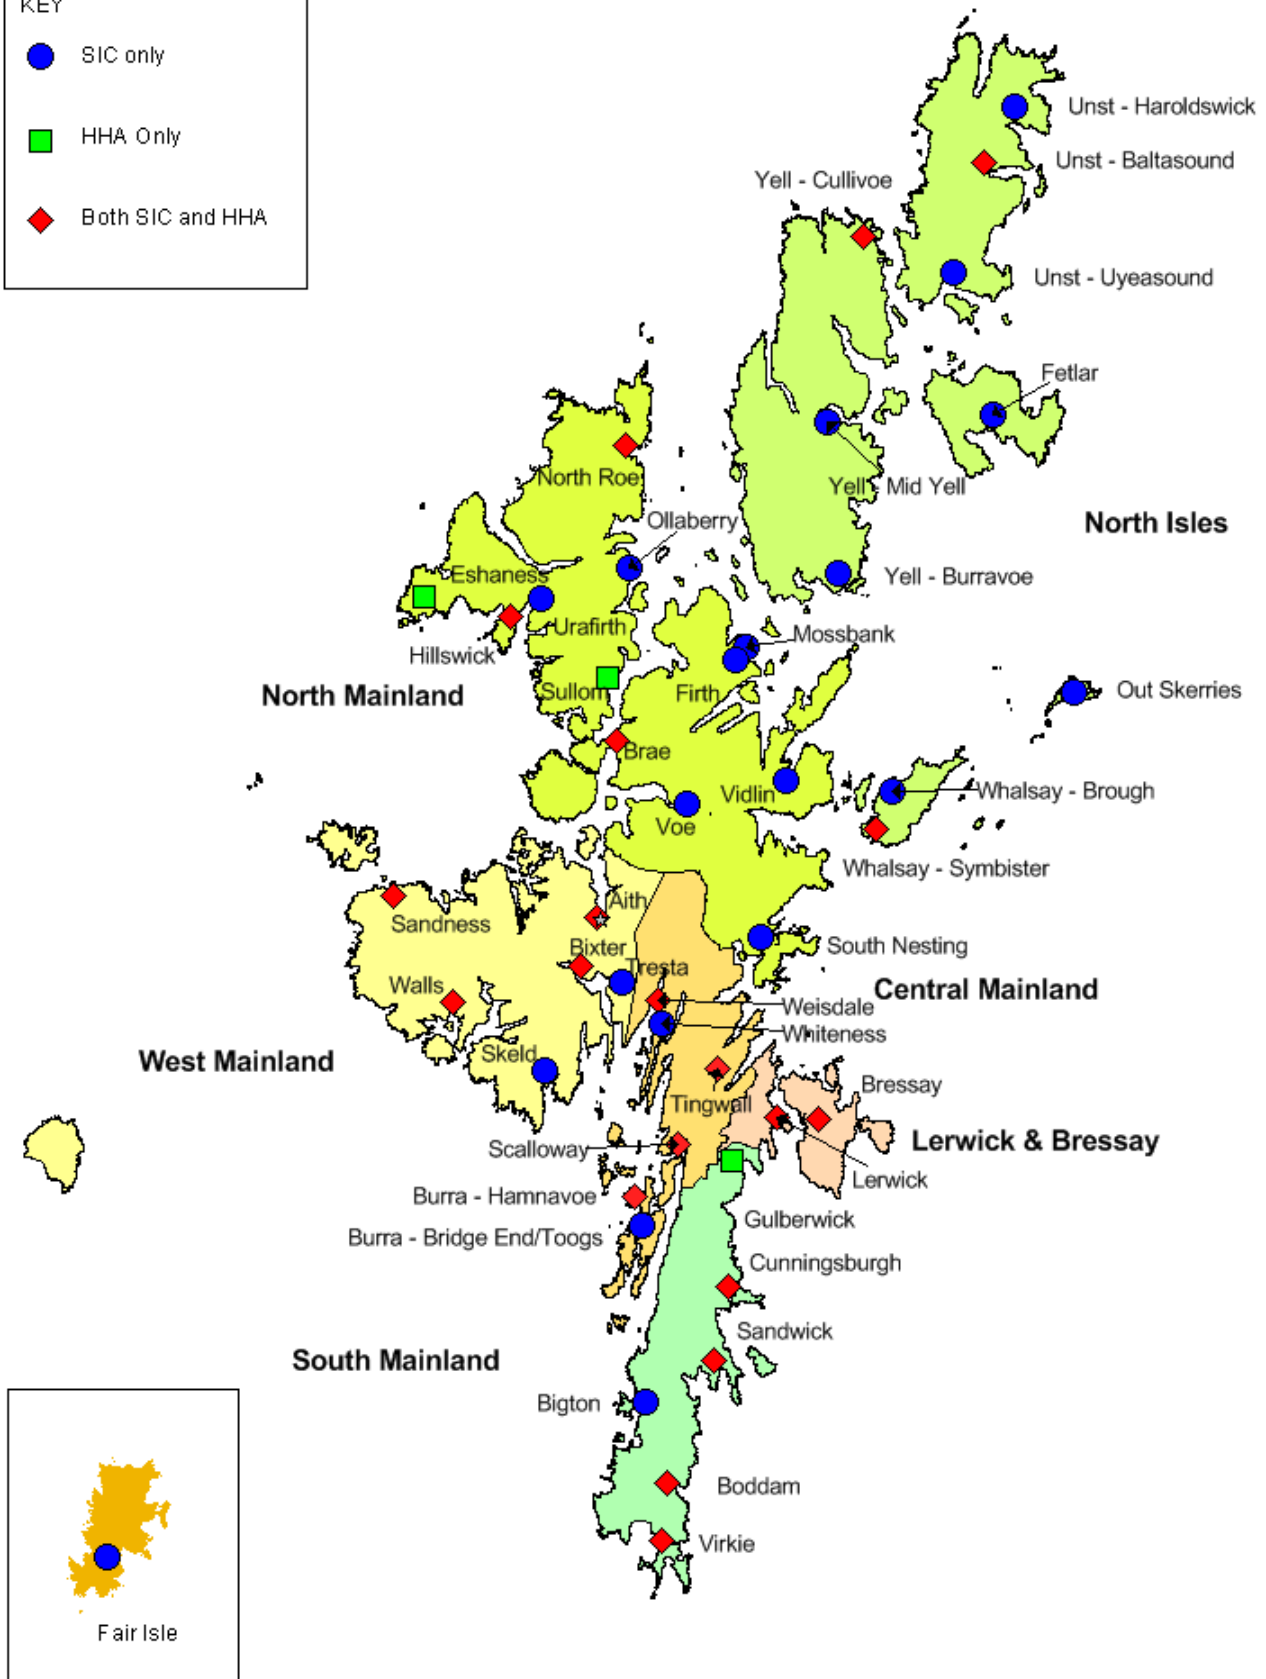 KEY
SIC only
HHA Only
Both SIC and HHA
Unst - Haroldswick
Unst - Baltasound
Yell - Cullivoe
Unst - Uyeasound
Fetlar
North Roe
Yell - Mid Yell
Ollaberry
North Isles
Eshaness
Yell - Burravoe
Urafirth
Mossbank
Hillswick
North Mainland
Sullom
Firth
Out Skerries
Brae
Vidlin
Whalsay - Brough
Voe
Whalsay - Symbister
Aith
Sandness
Bixter
South Nesting
Tresta
Walls
Central Mainland
Weisdale
Whiteness
Skeld
West Mainland
Bressay
Tingwall
Lerwick & Bressay
Scalloway
Lerwick
Burra - Hamnavoe
Gulberwick
Burra - Bridge End/Toogs
Cunningsburgh
Sandwick
South Mainland
Bigton
Boddam
Virkie
Fair Isle